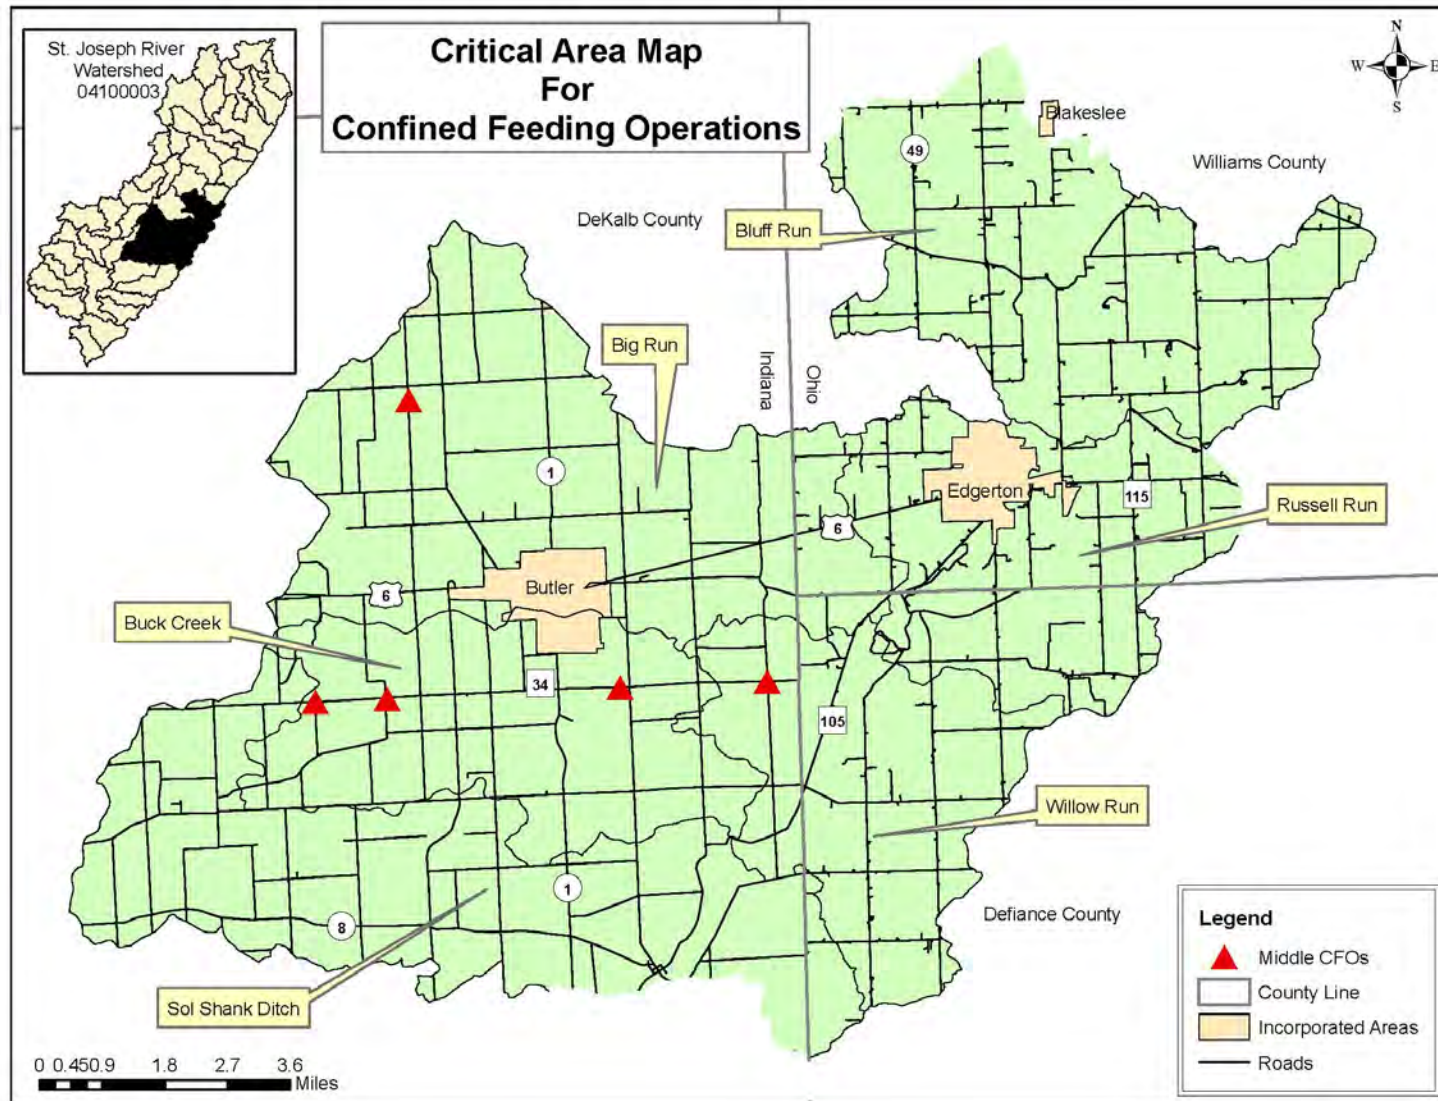 St. Joseph River
Watershed
04100003
Critical Area Map
For
Confined Feeding Operations
N
W
E
S
Blakeslee
49
Williams County
DeKalb County
Bluff Run
Big Run
Indiana
Ohio
1
Edgerton
115
Russell Run
6
Butler
6
Buck Creek
34
105
Willow Run
1
8
Defiance County
Sol Shank Ditch
Legend
Middle CFOs
County Line
Incorporated Areas
Roads
0 0.450.9 1.8 2.7 3.6
Miles